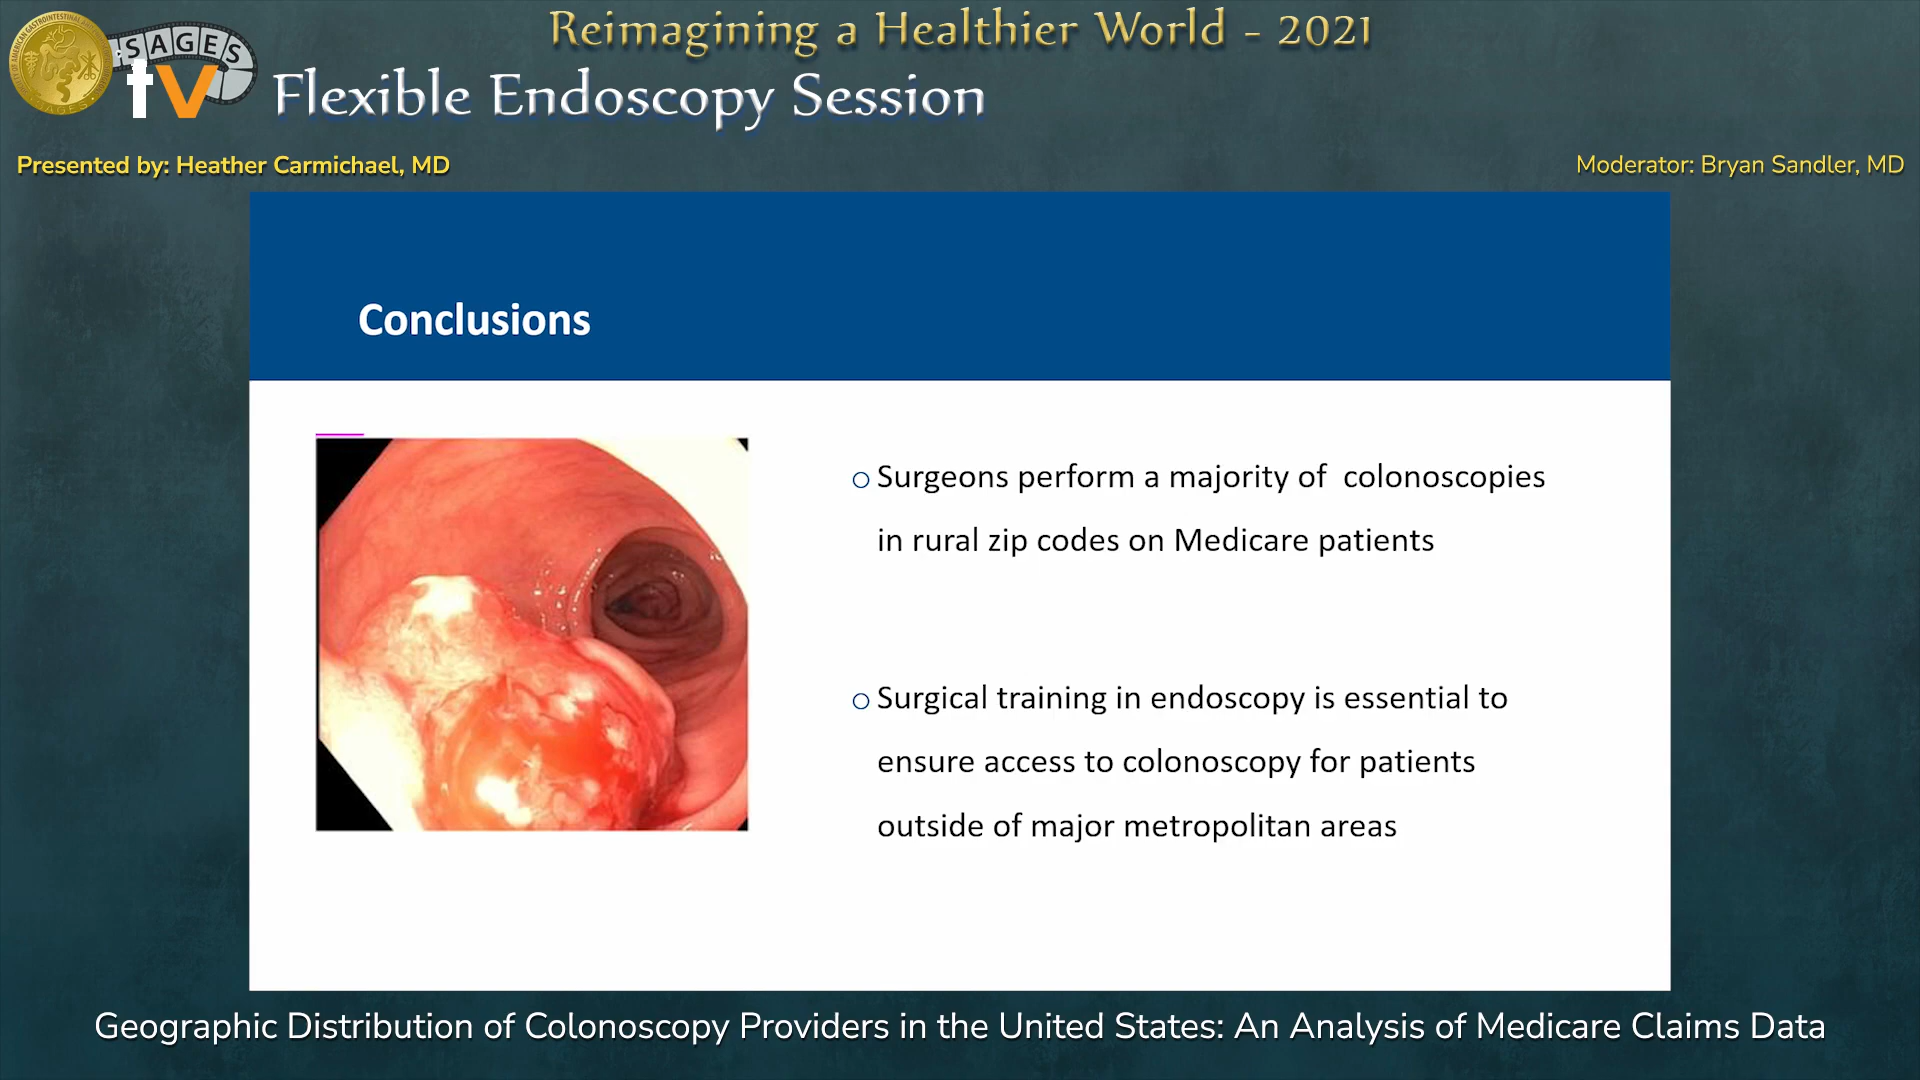 Reimagining a Healthier World - 2021
SAGES
tv
Flexible Endoscopy Session
Presented by: Heather Carmichael, MD
Moderator: Bryan Sandler, MD
Conclusions
Surgeons perform a majority of colonoscopies
in rural zip codes on Medicare patients
Surgical training in endoscopy is essential to
ensure access to colonoscopy for patients
outside of major metropolitan areas
Geographic Distribution of Colonoscopy Providers in the United States: An Analysis of Medicare Claims Data